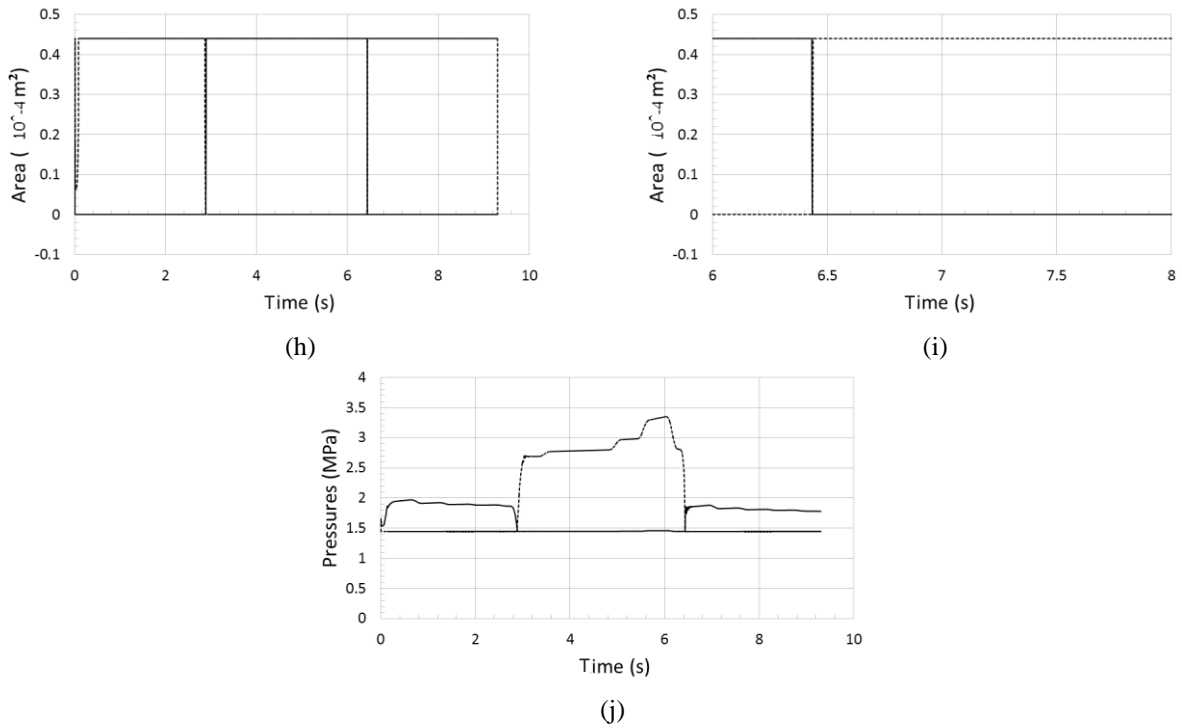 0.5
0.4
0.3
0.2
0.1
0
-0.1
Area ( 10^-4 m²)
0 2 4 6 8 10
Time (s)
(h)
0.5
0.4
0.3
0.2
0.1
0
-0.1
Area ( 10^-4 m²)
6 6.5 7 7.5 8
Time (s)
(i)
4
3.5
3
2.5
2
1.5
1
0.5
0
Pressures (MPa)
0 2 4 6 8 10
Time (s)
(j)